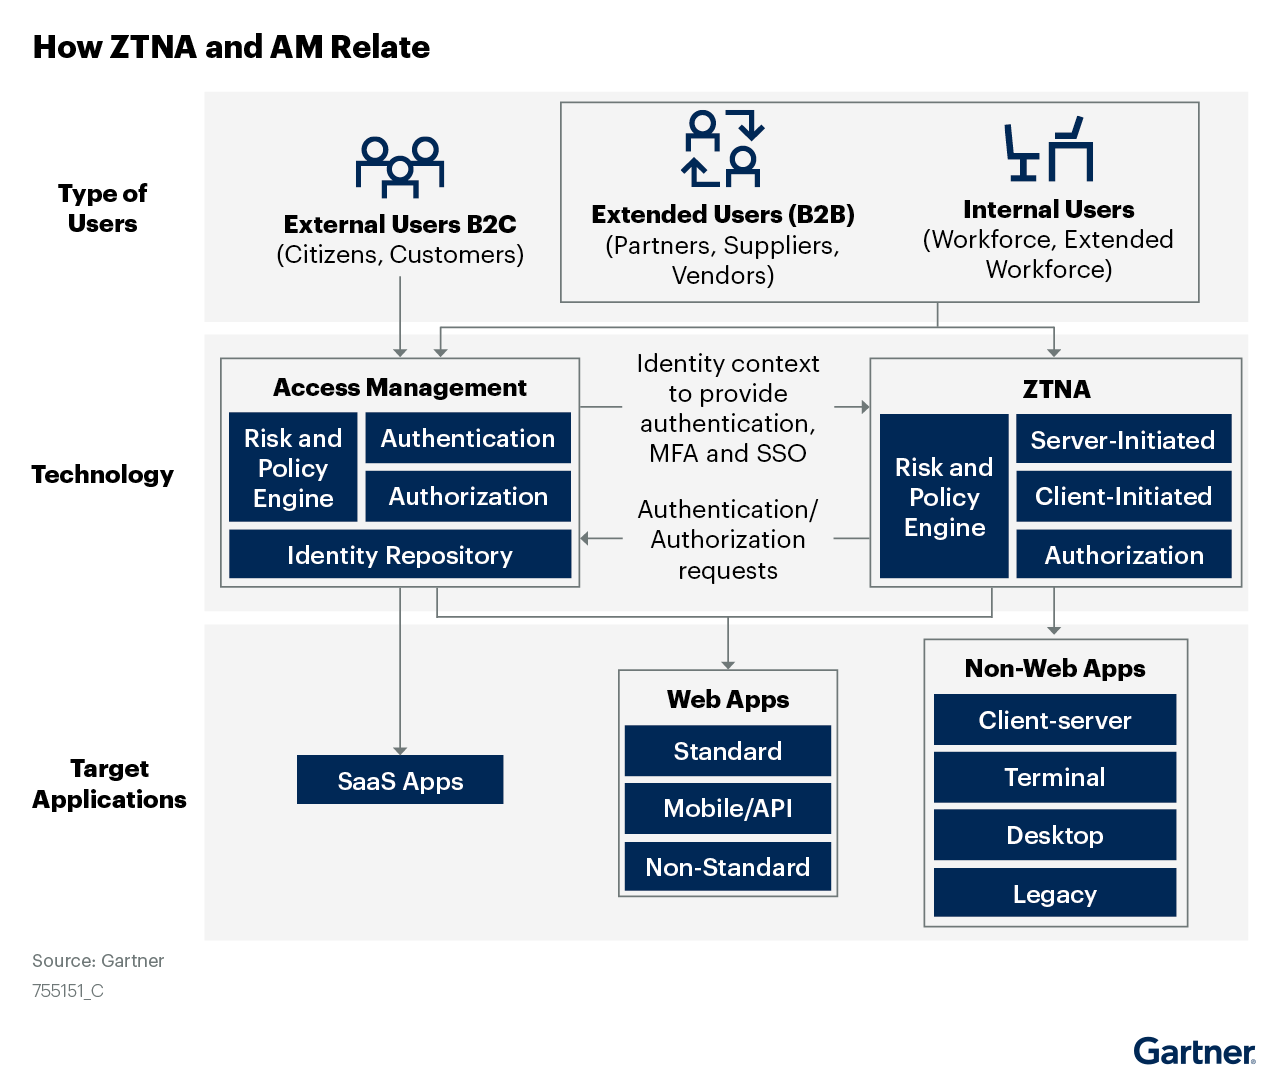 How ZTNA and AM Relate
Type of
Users
External Users B2C
(Citizens, Customers)
Extended Users (B2B)
(Partners, Suppliers,
Vendors)
Internal Users
(Workforce, Extended
Workforce)
Technology
Access Management
Risk and
Policy
Engine
Authentication
Authorization
Identity Repository
Identity context
to provide
authentication,
MFA and SSO
Authentication/
Authorization
requests
ZTNA
Risk and
Policy
Engine
Server-Initiated
Client-Initiated
Authorization
Target
Applications
SaaS Apps
Web Apps
Standard
Mobile/API
Non-Standard
Non-Web Apps
Client-server
Terminal
Desktop
Legacy
Source: Gartner
755151_C
Gartner®